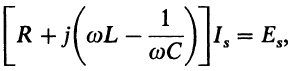 [R + j(ωL − 1/ωC)]I_s = E_s,